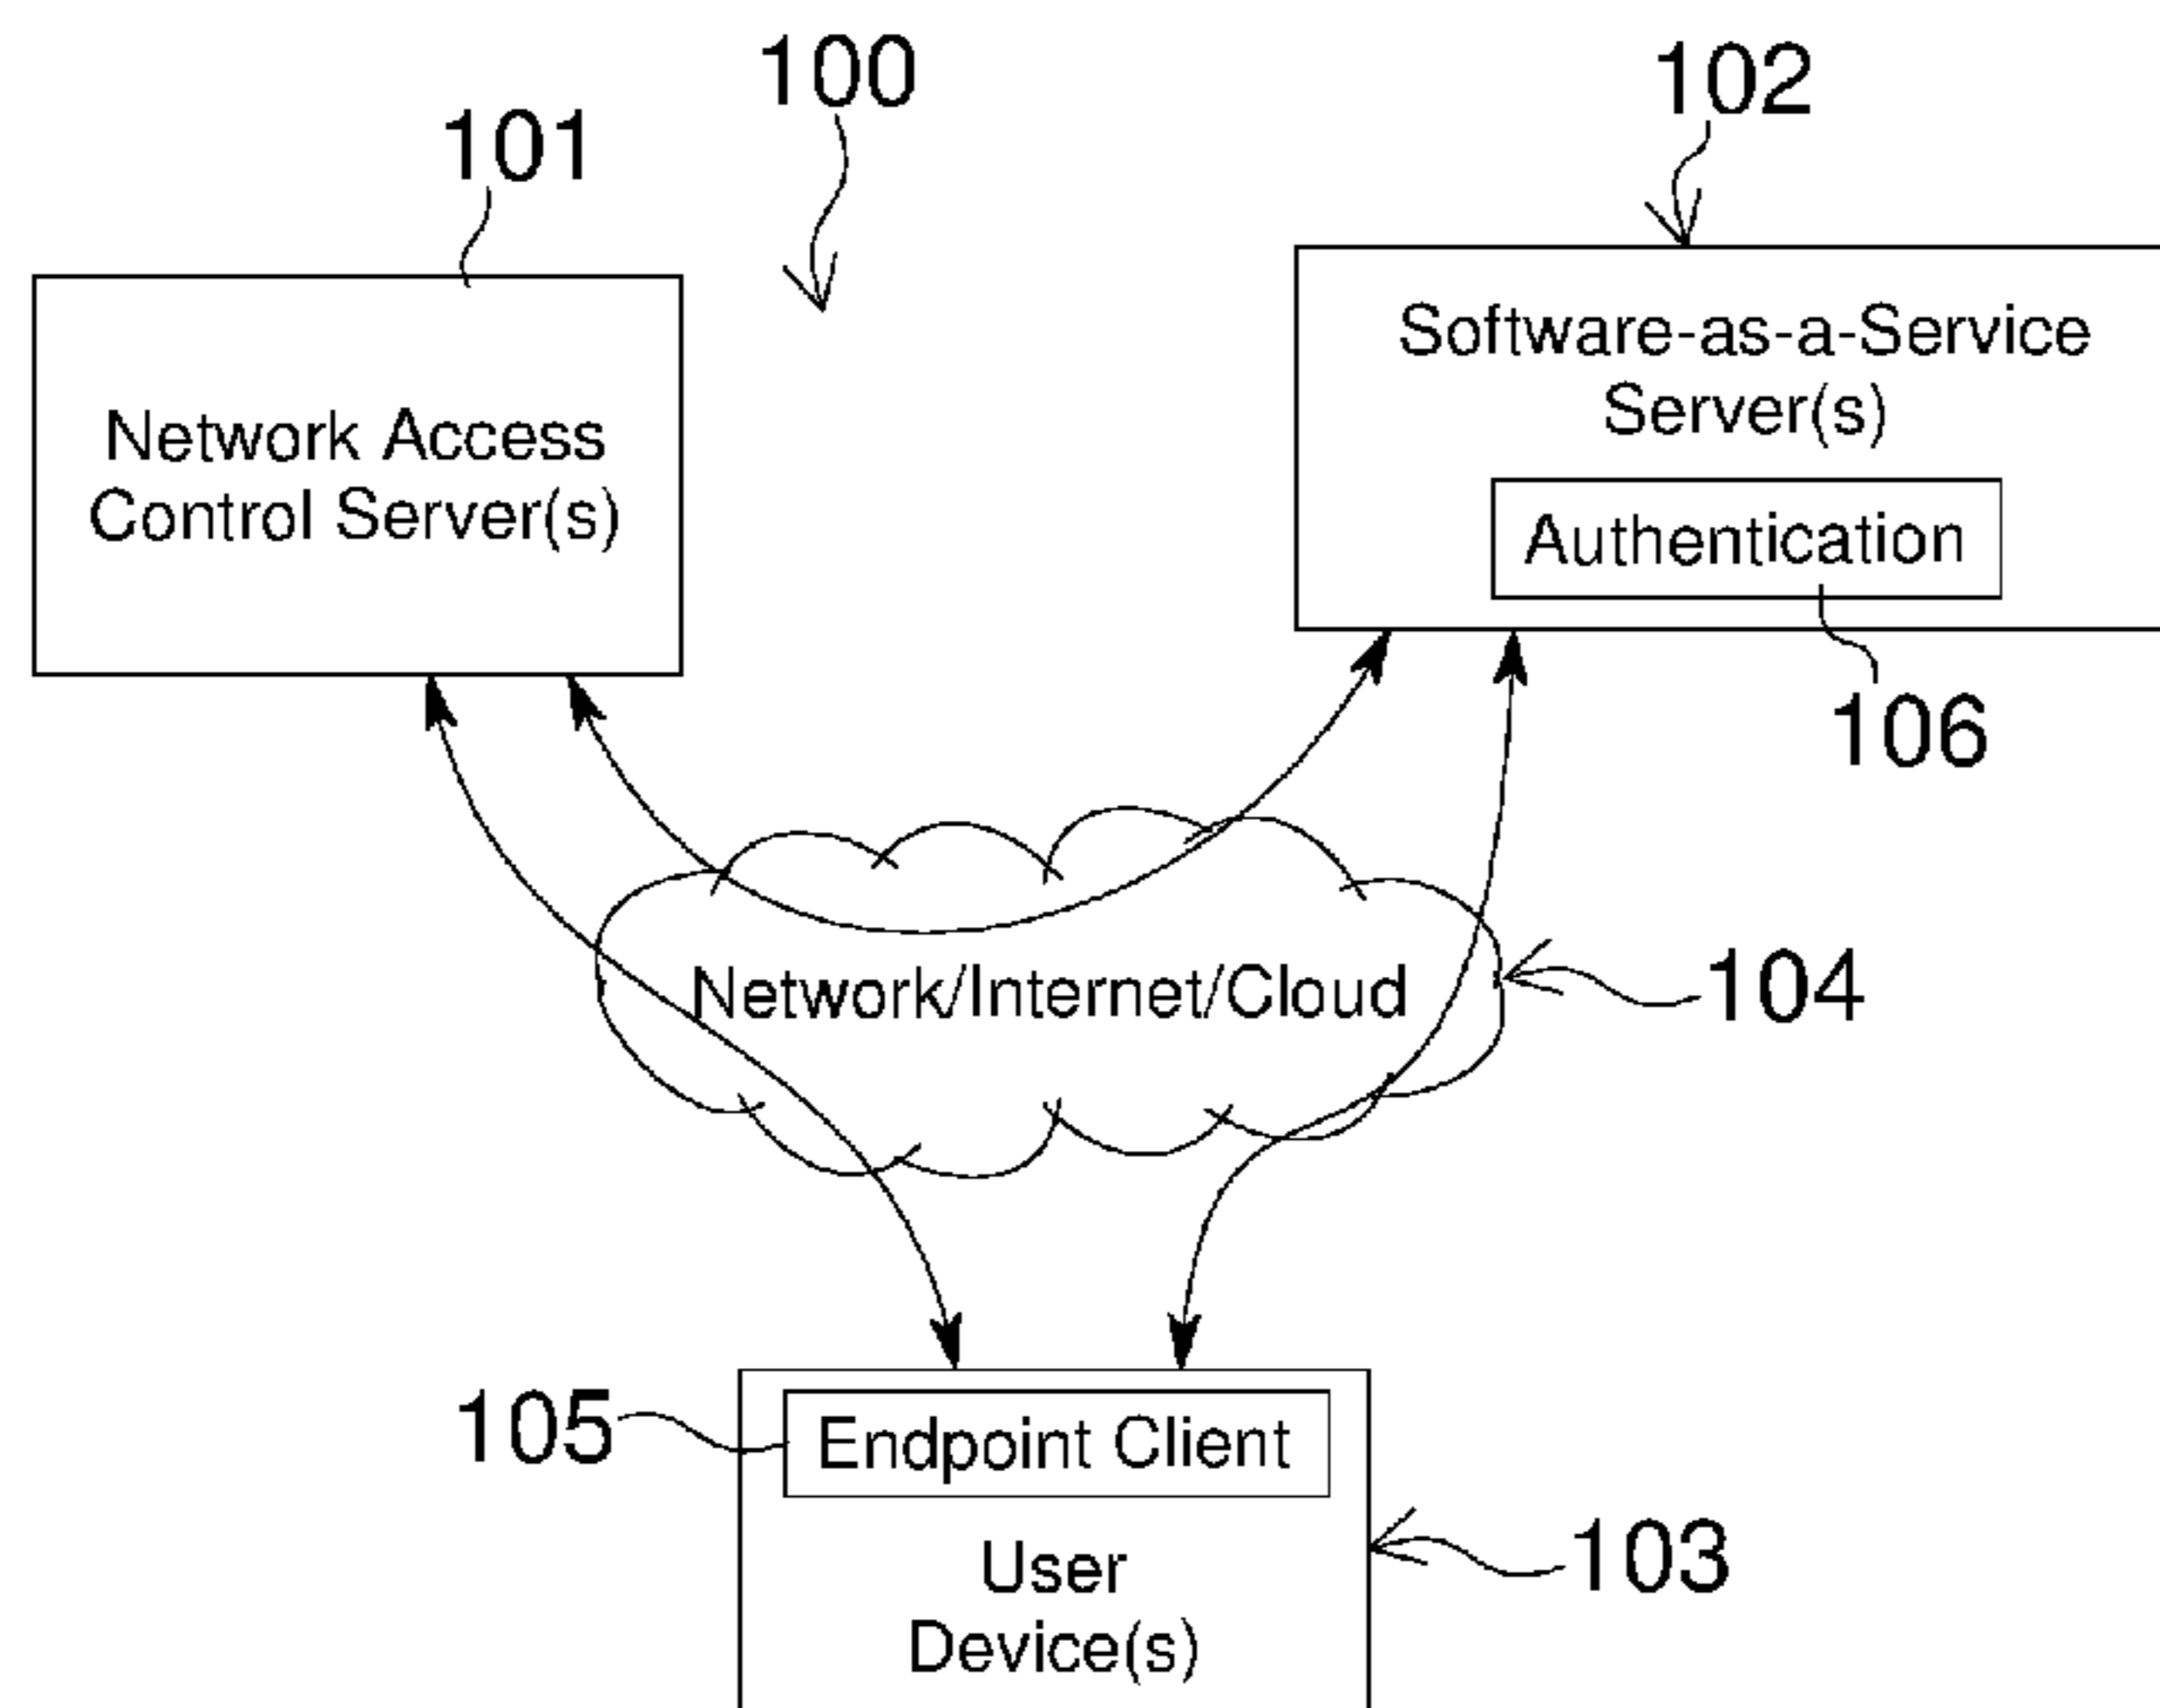 100
102
101
Software-as-a-Service
Server(s)
Network Access
Control Server(s)
Authentication
106
Network/Internet/Cloud
104
105
Endpoint Client
User
Device(s)
103